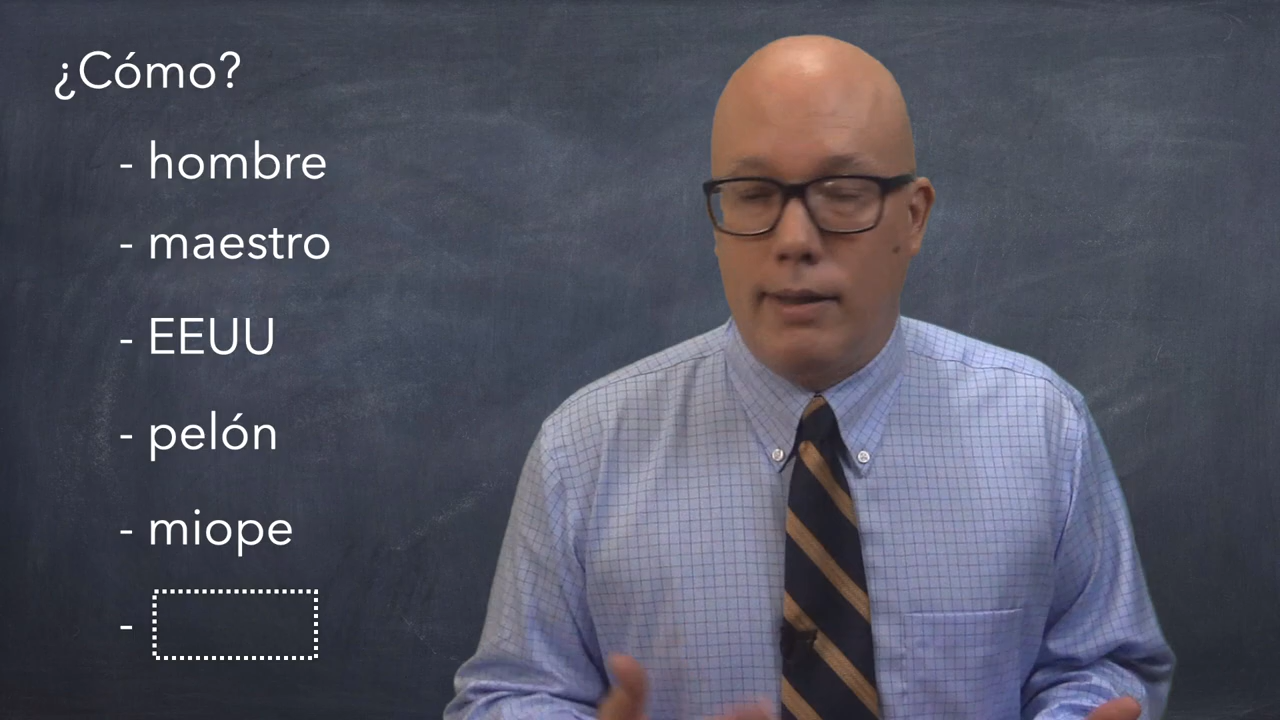 ¿Cómo?
- hombre
- maestro
- EEUU
- pelón
- miope
-